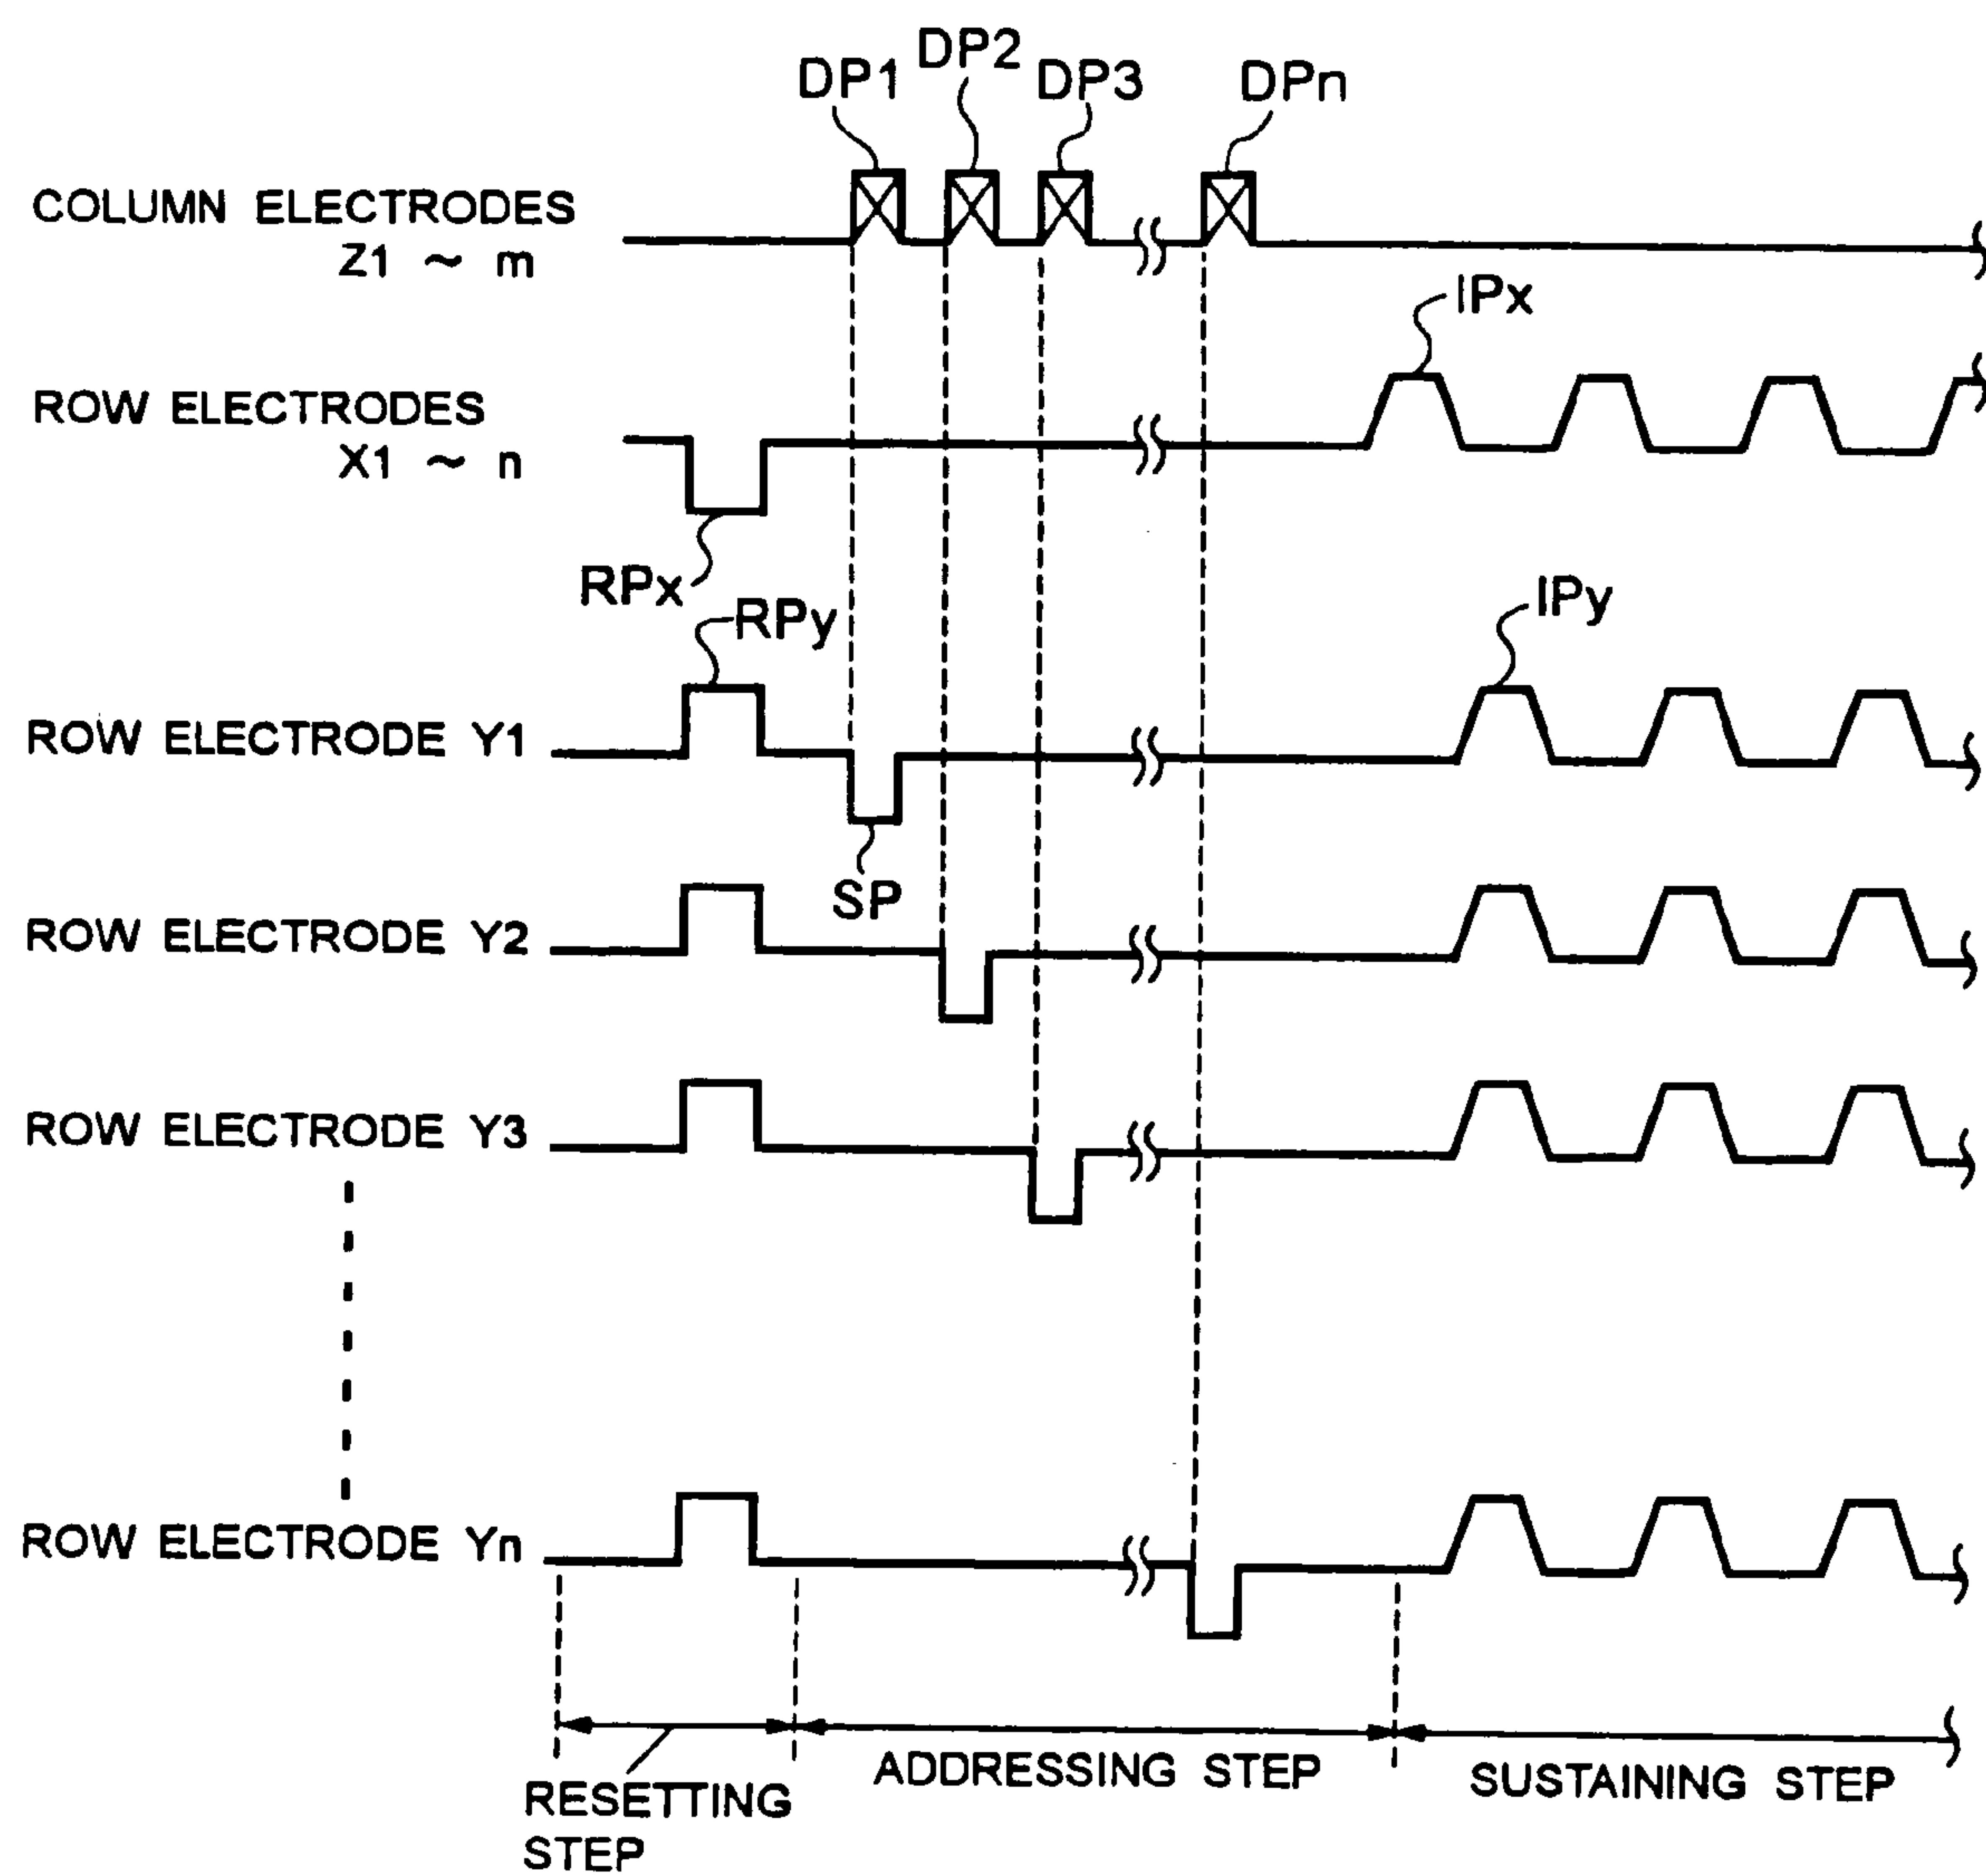 DP1
DP2
DP3
DPn
COLUMN ELECTRODES
Z1 ~ m
IPx
ROW ELECTRODES
X1 ~ n
RPx
RPy
IPy
ROW ELECTRODE Y1
SP
ROW ELECTRODE Y2
ROW ELECTRODE Y3
ROW ELECTRODE Yn
RESETTING
STEP
ADDRESSING STEP
SUSTAINING STEP